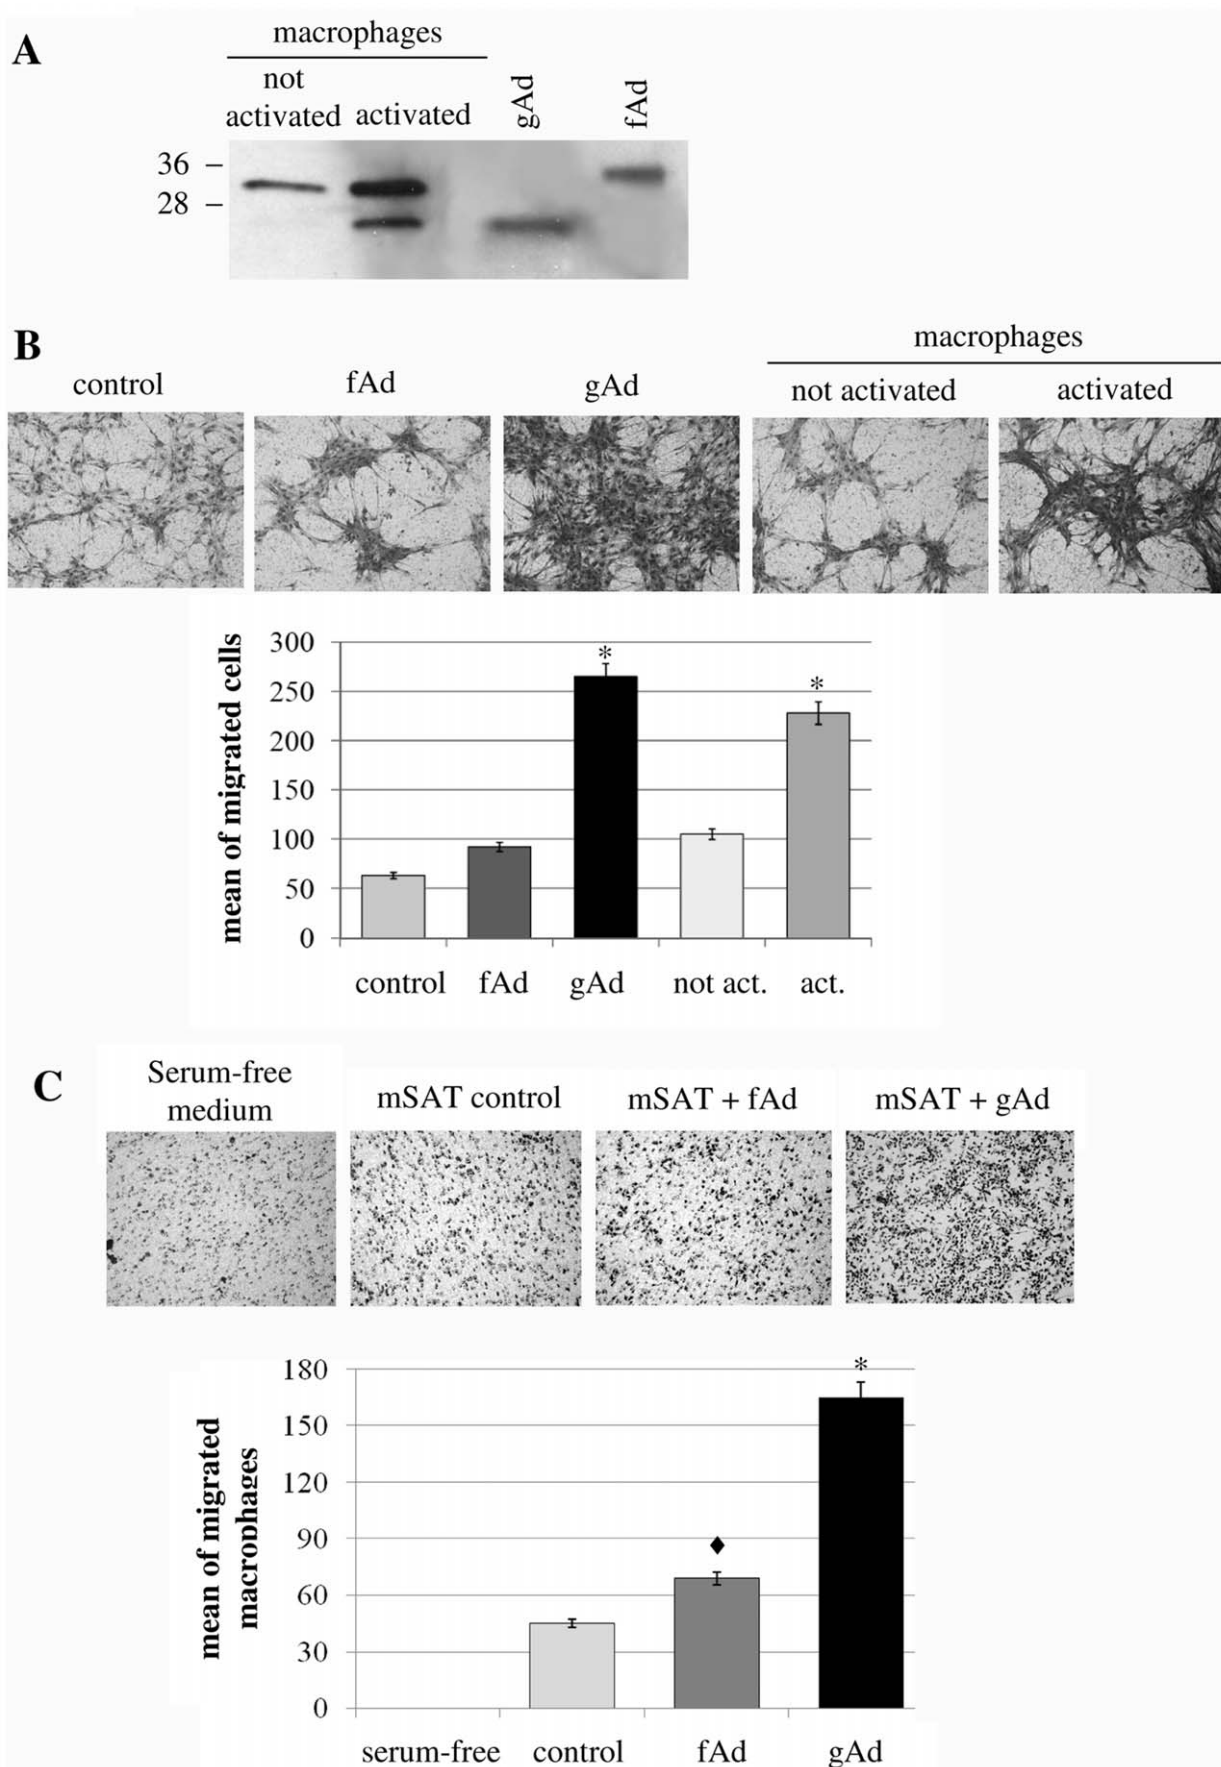 A
macrophages
not activated
activated
gAd
fAd
36
28
B
macrophages
control
fAd
gAd
not activated
activated
mean of migrated cells
300
250
200
150
100
50
0
*
*
control
fAd
gAd
not act.
act.
C
Serum-free medium
mSAT control
mSAT + fAd
mSAT + gAd
mean of migrated macrophages
180
150
120
90
60
30
0
*
serum-free
control
fAd
gAd